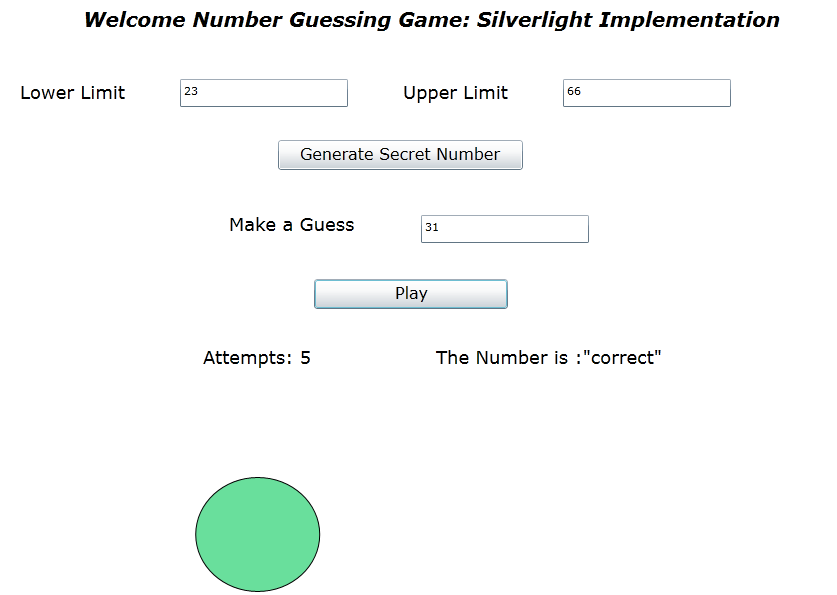 Welcome Number Guessing Game: Silverlight Implementation
Lower Limit 23 Upper Limit 66
Generate Secret Number
Make a Guess 31
Play
Attempts: 5 The Number is :"correct"